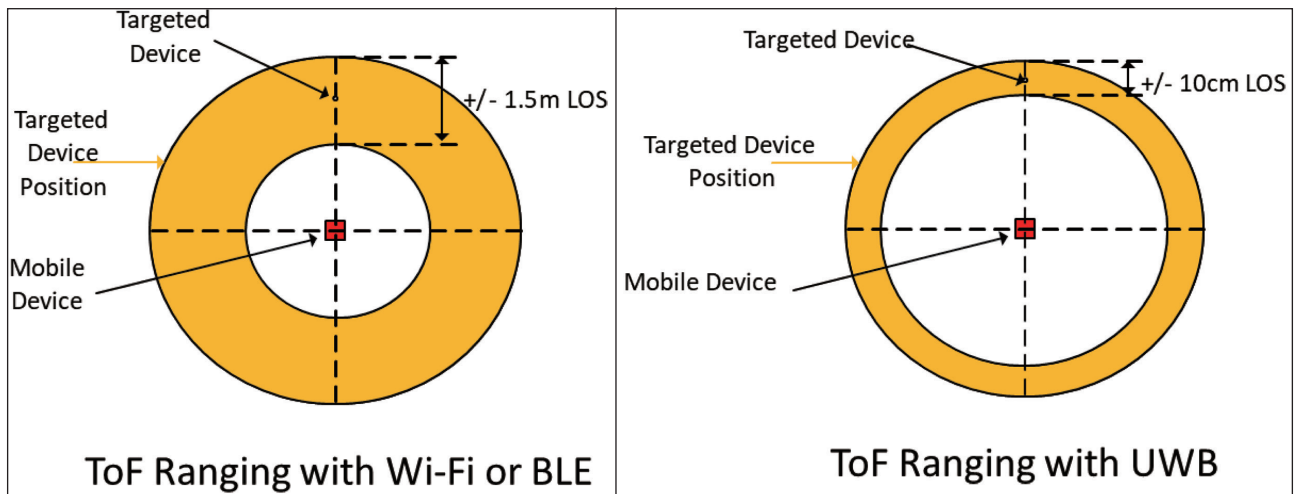 Targeted
Device
+/- 1.5m LOS
Targeted
Device
Position
Mobile
Device
ToF Ranging with Wi-Fi or BLE
Targeted Device
+/- 10cm LOS
Targeted Device
Position
Mobile Device
ToF Ranging with UWB